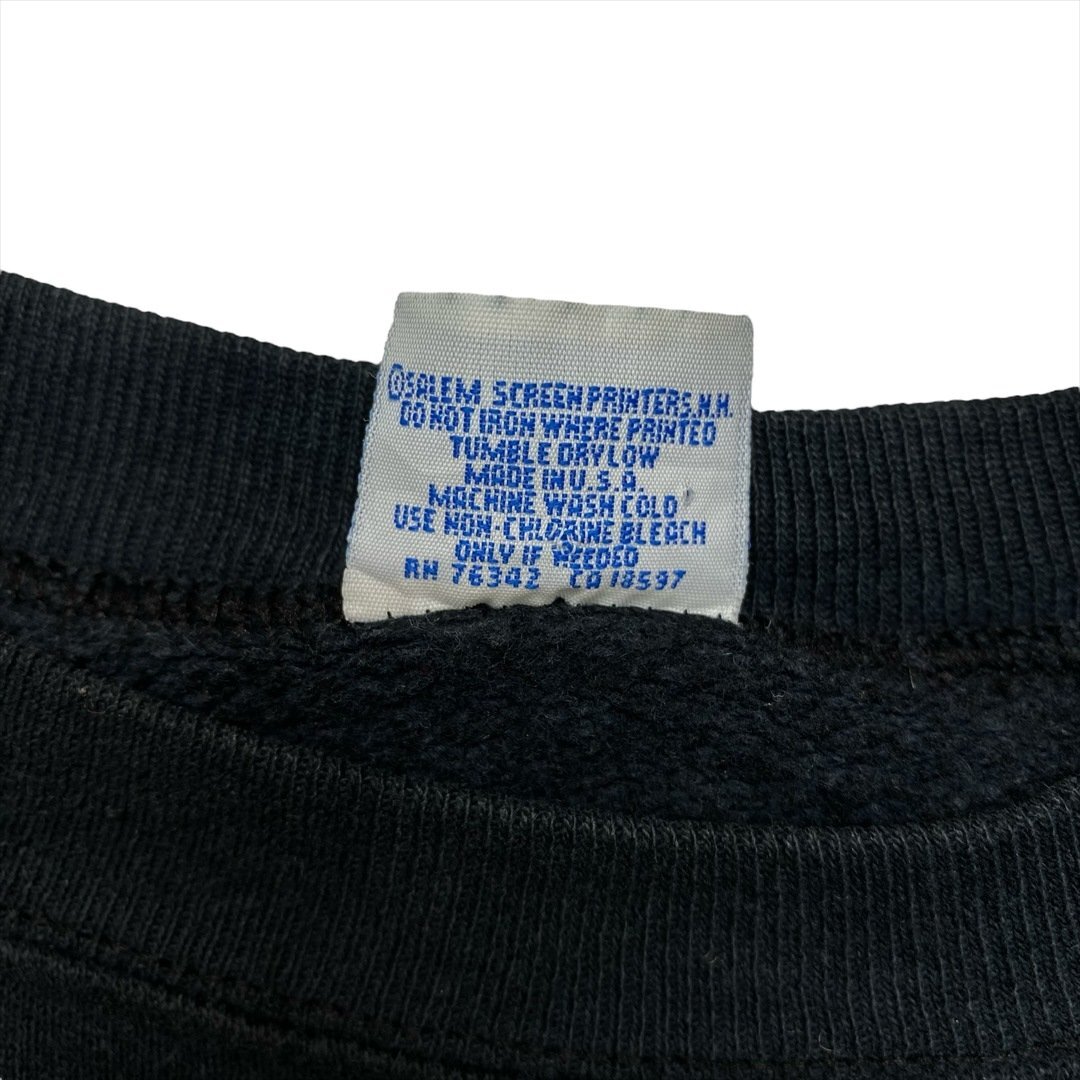 ©SALEM SCREEN PRINTERS, N.H.
DO NOT IRON WHERE PRINTED
TUMBLE DRY LOW
MADE IN U.S.A
MACHINE WASH COLD
USE NON-CHLORINE BLEACH
ONLY IF NEEDED
RN 76342 CA 18597